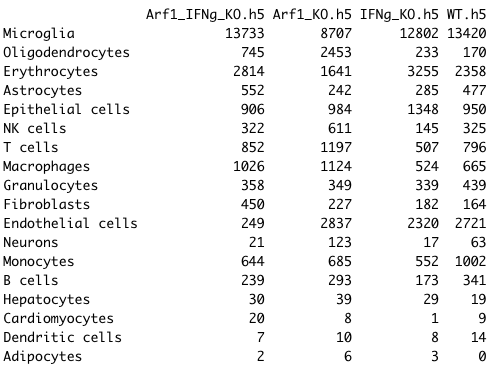 Arf1_IFNg_KO.h5 Arf1_KO.h5 IFNg_KO.h5 WT.h5
Microglia 13733 8707 12802 13420
Oligodendrocytes 745 2453 233 170
Erythrocytes 2814 1641 3255 2358
Astrocytes 552 242 285 477
Epithelial cells 906 984 1348 950
NK cells 322 611 145 325
T cells 852 1197 507 796
Macrophages 1026 1124 524 665
Granulocytes 358 349 339 439
Fibroblasts 450 227 182 164
Endothelial cells 249 2837 2320 2721
Neurons 21 123 17 63
Monocytes 644 685 552 1002
B cells 239 293 173 341
Hepatocytes 30 39 29 19
Cardiomyocytes 20 8 1 9
Dendritic cells 7 10 8 14
Adipocytes 2 6 3 0